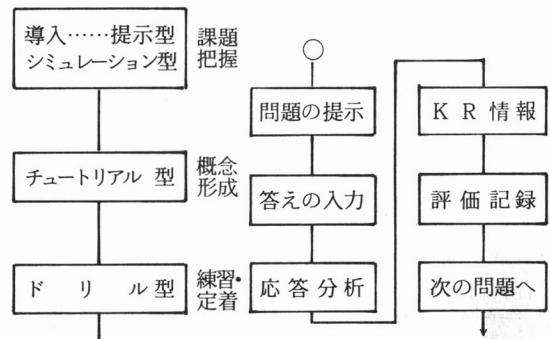 導入……提示型
シミュレーション型
課題
把握
チュートリアル 型
概念
形成
ド リ ル 型
練習・
定着
問題の提示
答えの入力
応答分析
K R 情報
評価記録
次の問題へ